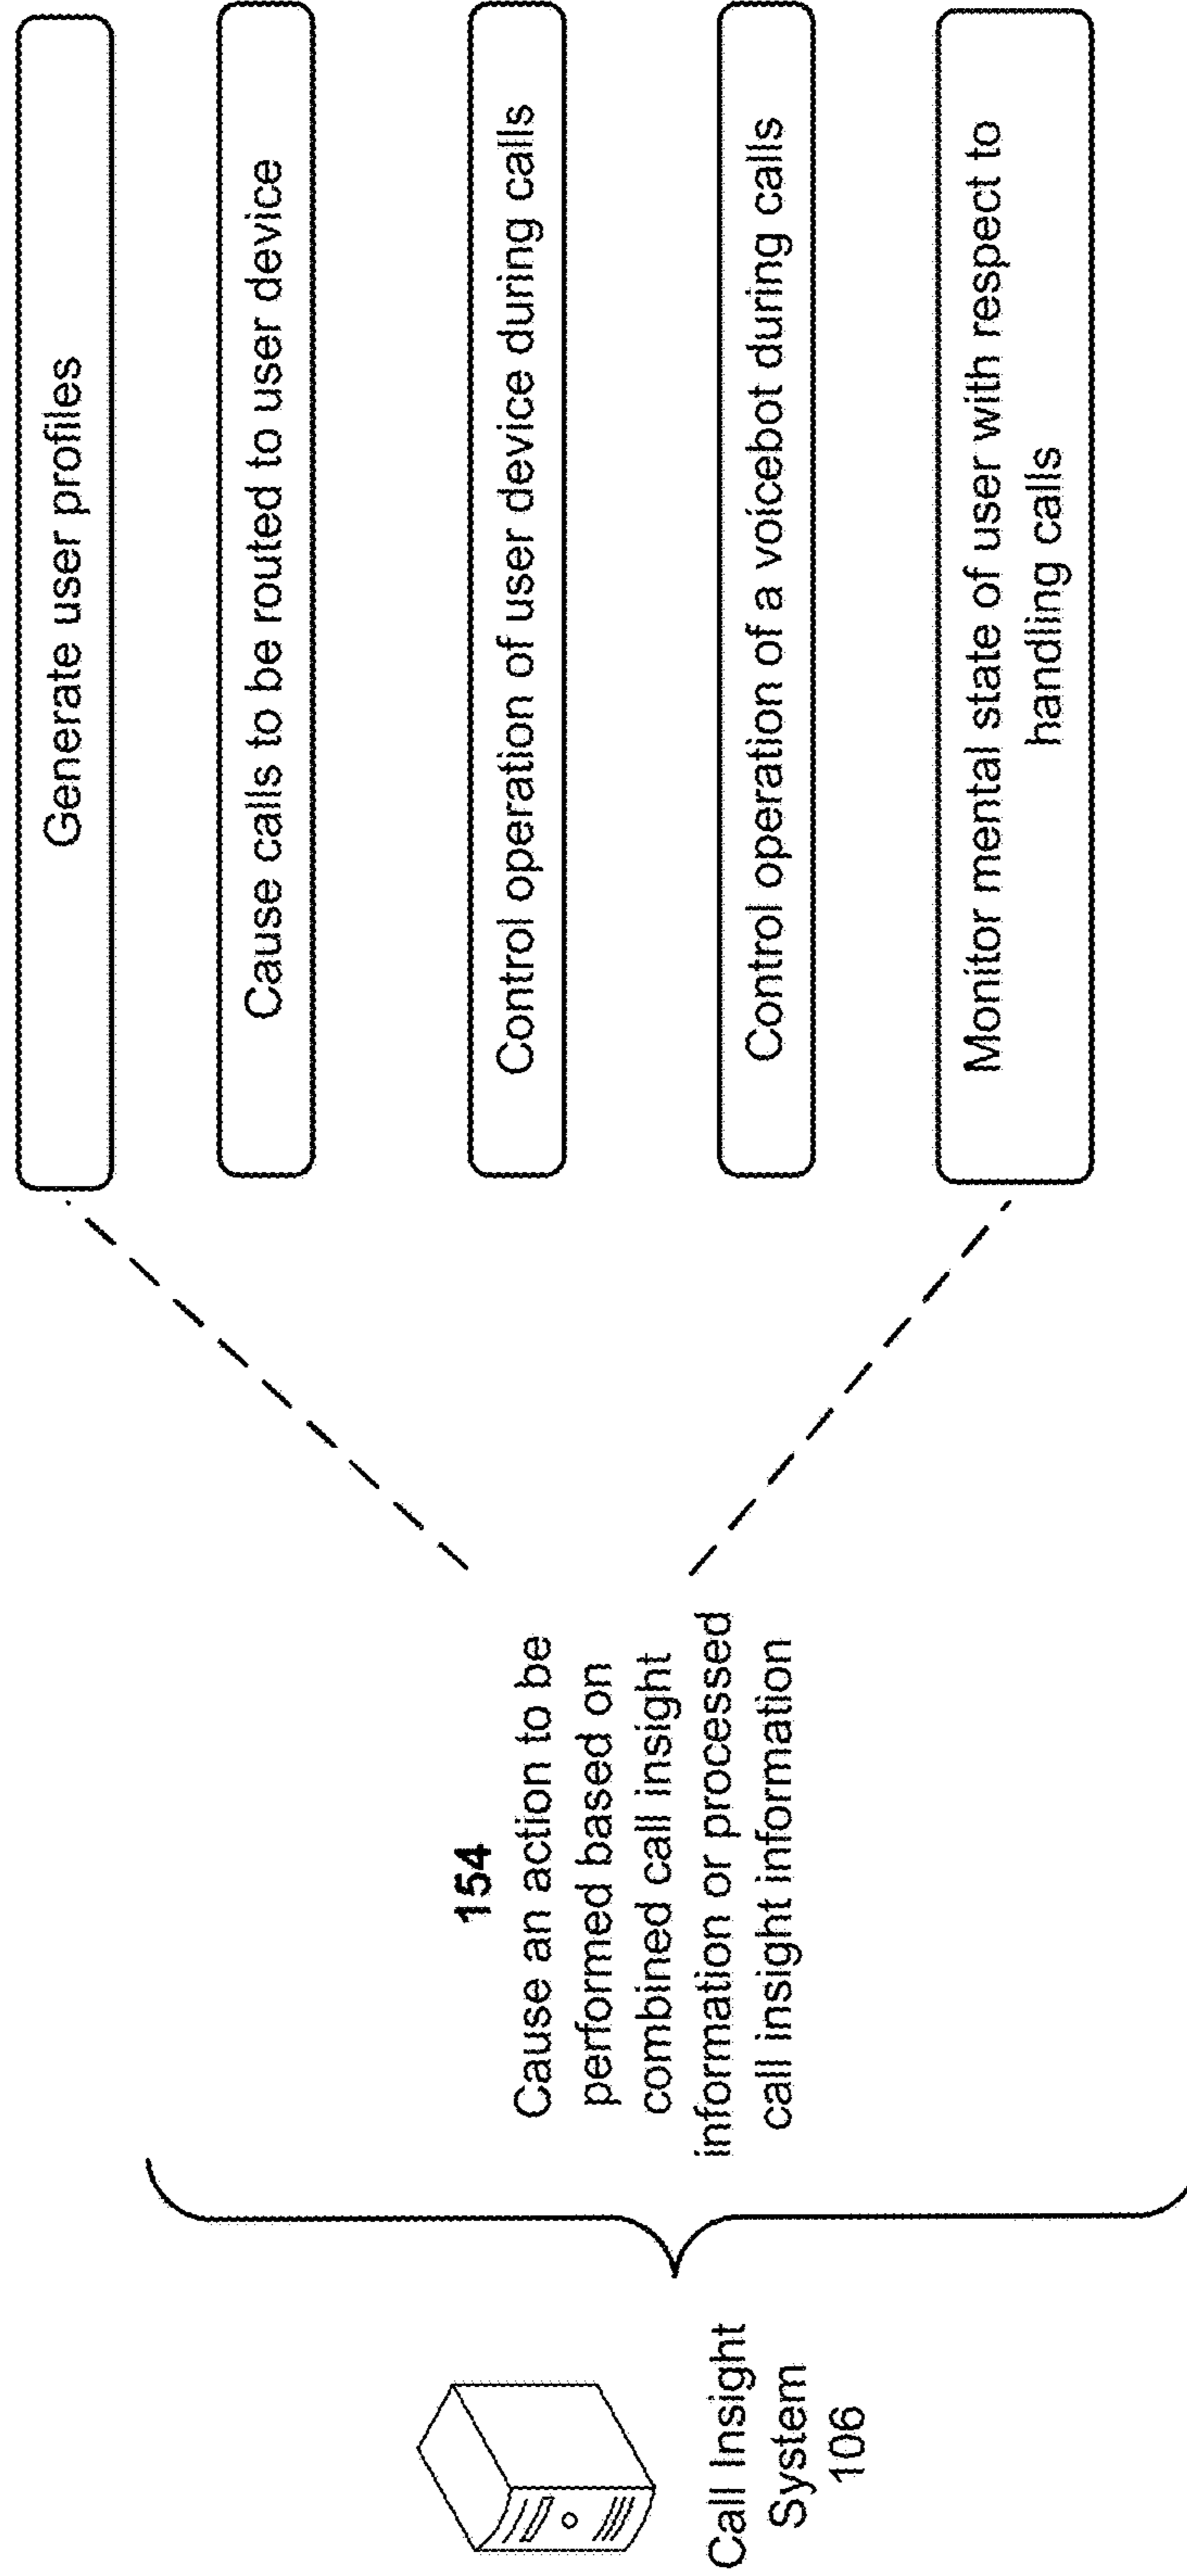 Call Insight
System
106
154
Cause an action to be
performed based on
combined call insight
information or processed
call insight information
Generate user profiles
Cause calls to be routed to user device
Control operation of user device during calls
Control operation of a voicebot during calls
Monitor mental state of user with respect to
handling calls